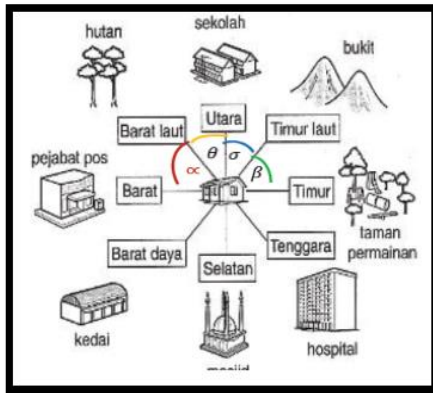 sekolah
hutan
bukit
Utara
Barat laut
Timur laut
θ σ
∝ β
pejabat pos
Barat
Timur
taman
permainan
Barat daya
Tenggara
Selatan
kedai
hospital
masjid